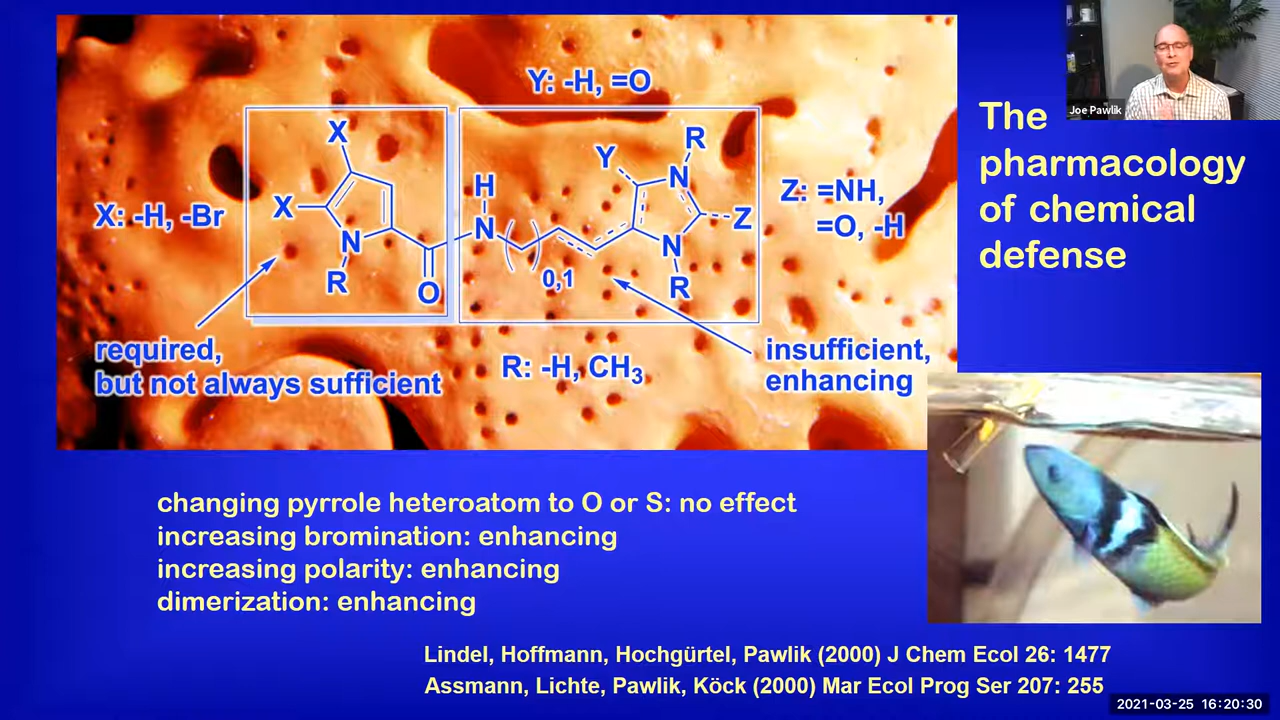 Joe Pawlik
The
pharmacology
of chemical
defense
Y: -H, =O
X: -H, -Br
X
X
N
R
O
H
N
0,1
Y
R
N
Z
N
R
Z: =NH,
=O, -H
required,
but not always sufficient
R: -H, CH3
insufficient,
enhancing
changing pyrrole heteroatom to O or S: no effect
increasing bromination: enhancing
increasing polarity: enhancing
dimerization: enhancing
Lindel, Hoffmann, Hochgürtel, Pawlik (2000) J Chem Ecol 26: 1477
Assmann, Lichte, Pawlik, Köck (2000) Mar Ecol Prog Ser 207: 255
2021-03-25 16:20:30